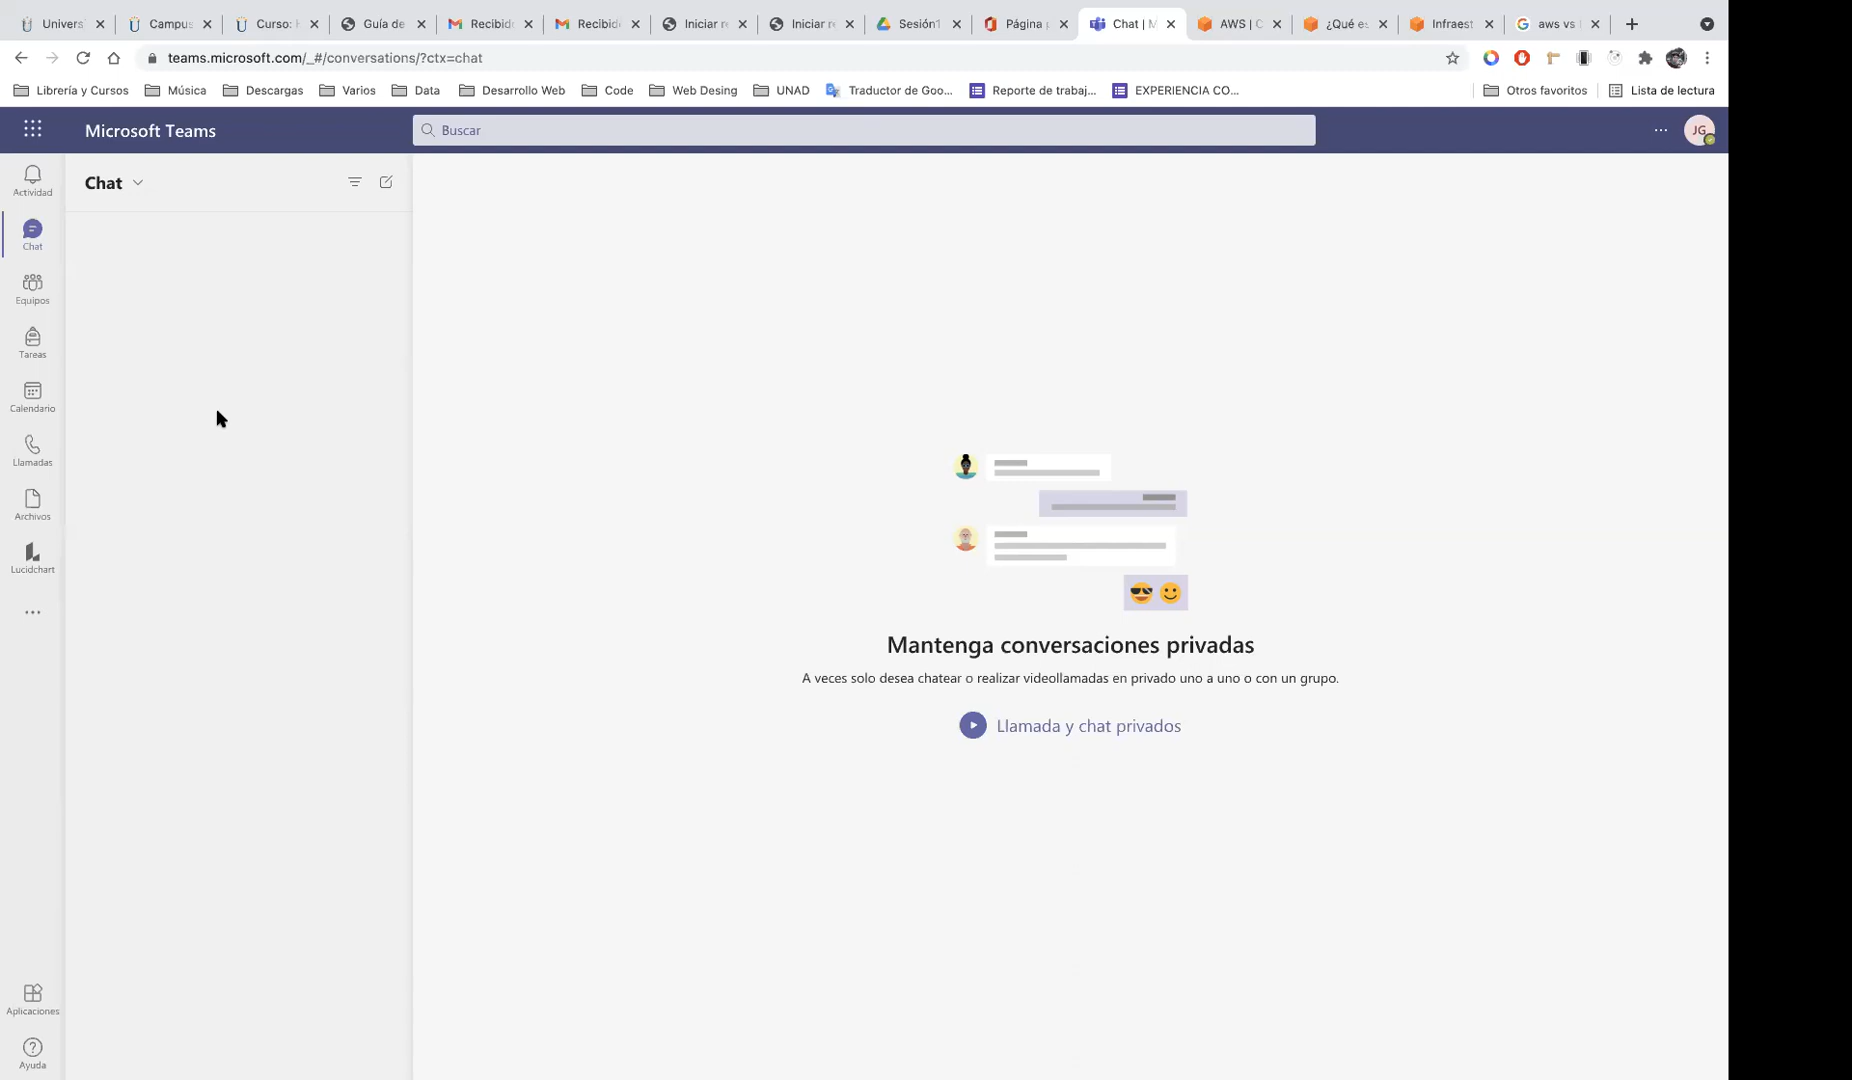 Univers
Campus
Curso: H
Guía de
Recibido
Recibido
Iniciar re
Iniciar re
Sesión1
Página p
Chat | M
AWS | C
¿Qué es
Infraest
aws vs
teams.microsoft.com/_#/conversations/?ctx=chat
Librería y Cursos
Música
Descargas
Varios
Data
Desarrollo Web
Code
Web Desing
UNAD
Traductor de Goo...
Reporte de trabaj...
EXPERIENCIA CO...
Otros favoritos
Lista de lectura
Microsoft Teams
Buscar
JG
Chat
Actividad
Chat
Equipos
Tareas
Calendario
Llamadas
Archivos
Lucidchart
Aplicaciones
Ayuda
Mantenga conversaciones privadas
A veces solo desea chatear o realizar videollamadas en privado uno a uno o con un grupo.
Llamada y chat privados